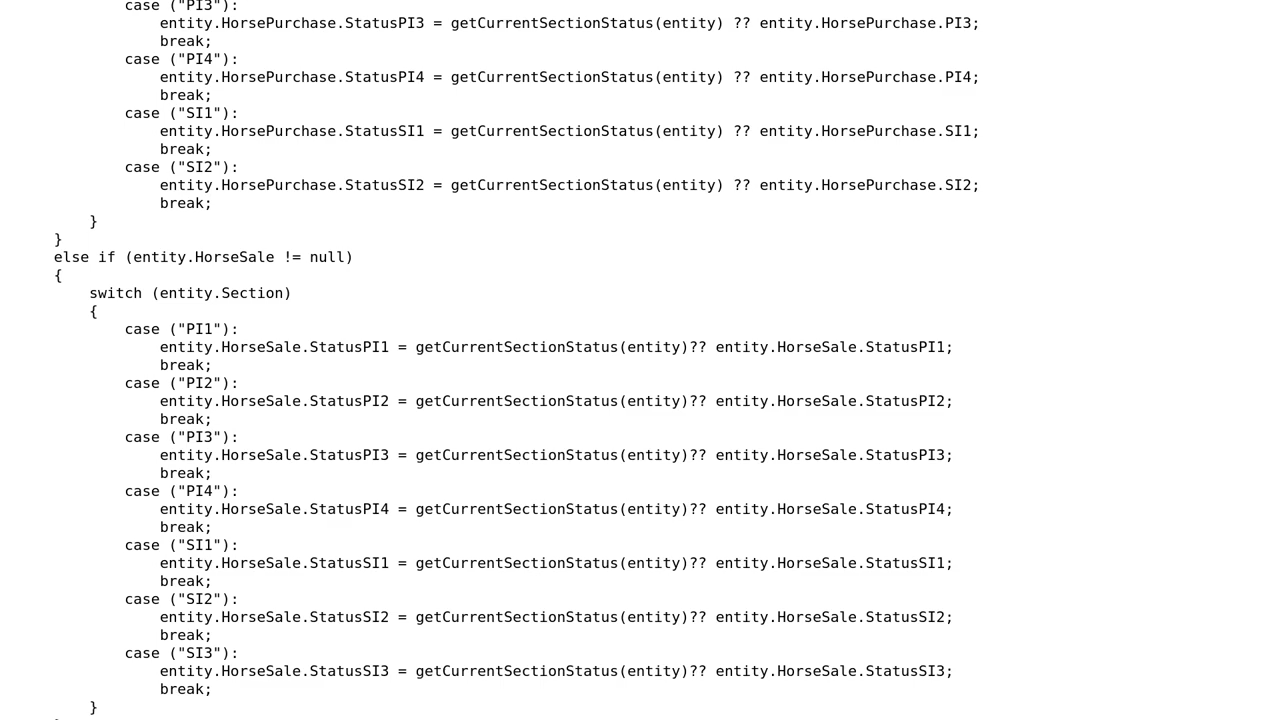 case ("PI3"):
entity.HorsePurchase.StatusPI3 = getCurrentSectionStatus(entity) ?? entity.HorsePurchase.PI3;
break;
case ("PI4"):
entity.HorsePurchase.StatusPI4 = getCurrentSectionStatus(entity) ?? entity.HorsePurchase.PI4;
break;
case ("SI1"):
entity.HorsePurchase.StatusSI1 = getCurrentSectionStatus(entity) ?? entity.HorsePurchase.SI1;
break;
case ("SI2"):
entity.HorsePurchase.StatusSI2 = getCurrentSectionStatus(entity) ?? entity.HorsePurchase.SI2;
break;
}
}
else if (entity.HorseSale != null)
{
switch (entity.Section)
{
case ("PI1"):
entity.HorseSale.StatusPI1 = getCurrentSectionStatus(entity)?? entity.HorseSale.StatusPI1;
break;
case ("PI2"):
entity.HorseSale.StatusPI2 = getCurrentSectionStatus(entity)?? entity.HorseSale.StatusPI2;
break;
case ("PI3"):
entity.HorseSale.StatusPI3 = getCurrentSectionStatus(entity)?? entity.HorseSale.StatusPI3;
break;
case ("PI4"):
entity.HorseSale.StatusPI4 = getCurrentSectionStatus(entity)?? entity.HorseSale.StatusPI4;
break;
case ("SI1"):
entity.HorseSale.StatusSI1 = getCurrentSectionStatus(entity)?? entity.HorseSale.StatusSI1;
break;
case ("SI2"):
entity.HorseSale.StatusSI2 = getCurrentSectionStatus(entity)?? entity.HorseSale.StatusSI2;
break;
case ("SI3"):
entity.HorseSale.StatusSI3 = getCurrentSectionStatus(entity)?? entity.HorseSale.StatusSI3;
break;
}